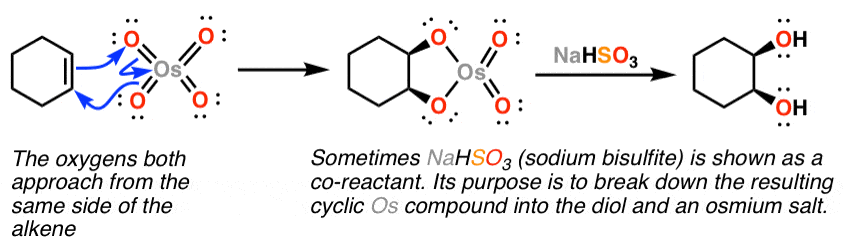 O
O
Os
O
O
O
O
Os
O
O
NaHSO3
OH
OH
The oxygens both
approach from the
same side of the
alkene
Sometimes NaHSO3 (sodium bisulfite) is shown as a
co-reactant. Its purpose is to break down the resulting
cyclic Os compound into the diol and an osmium salt.